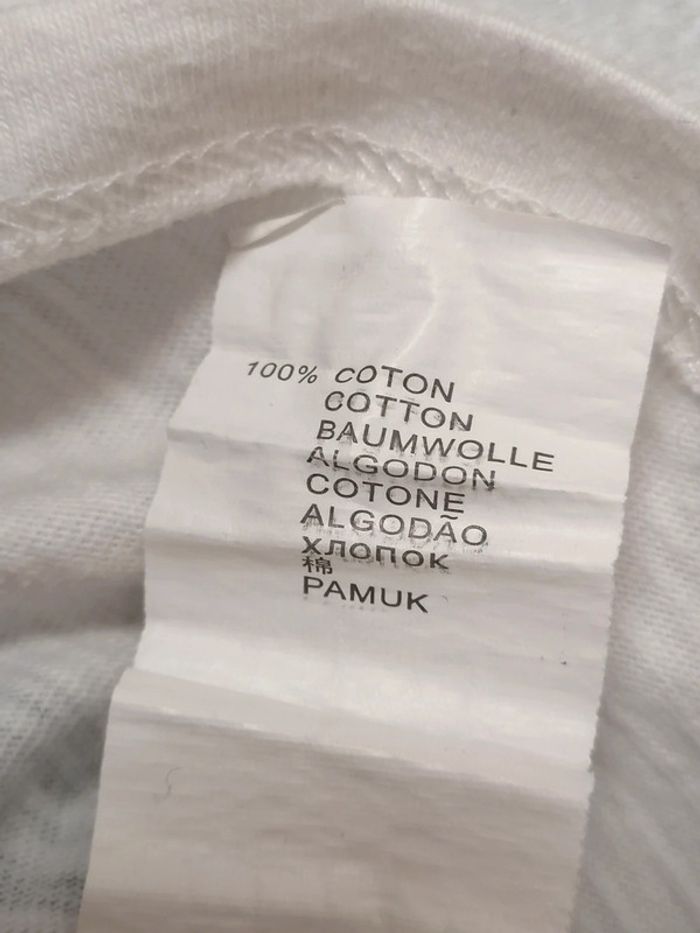 100% COTON
COTTON
BAUMWOLLE
ALGODON
COTONE
ALGODÃO
хлопок
棉
PAMUK